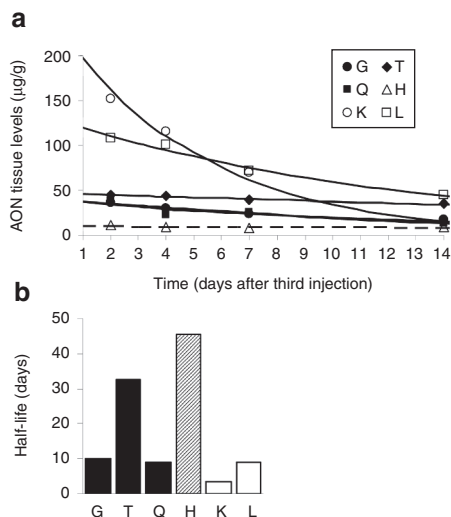 a
AON tissue levels (µg/g)
200
150
100
50
0
G T
Q H
K L
1 2 3 4 5 6 7 8 9 10 11 12 13 14
Time (days after third injection)
b
Half-life (days)
50
40
30
20
10
0
G T Q H K L